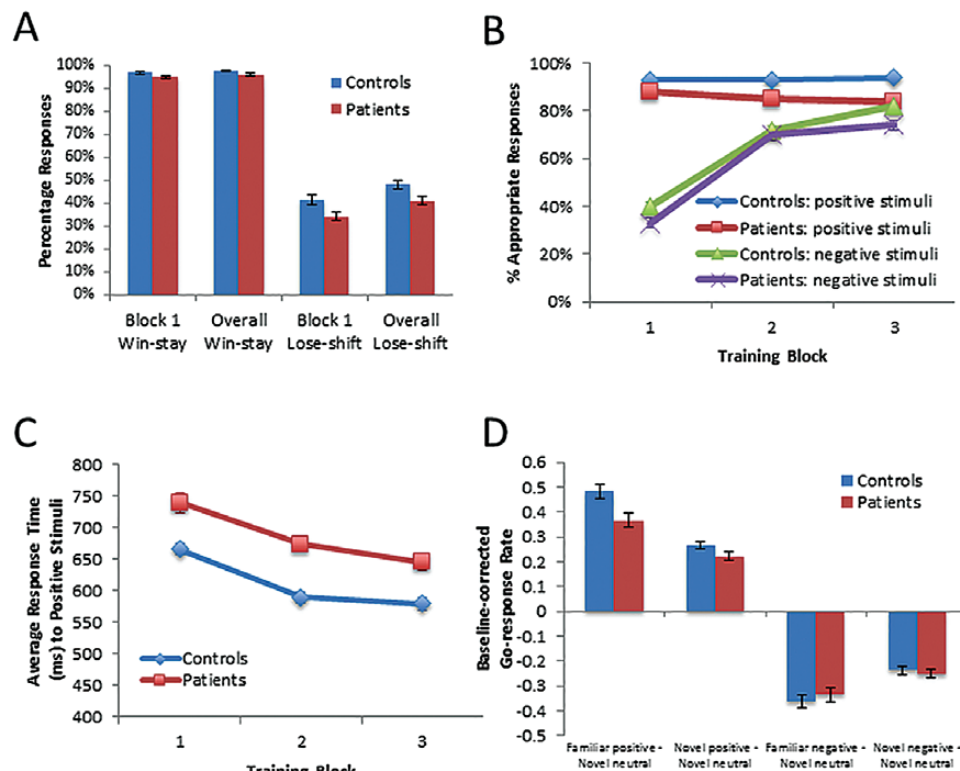 A
100%
90%
80%
70%
60%
50%
40%
30%
20%
10%
0%
Percentage Responses
Controls
Patients
Block 1
Win-stay
Overall
Win-stay
Block 1
Lose-shift
Overall
Lose-shift
B
100%
80%
60%
40%
20%
0%
% Appropriate Responses
Controls: positive stimuli
Patients: positive stimuli
Controls: negative stimuli
Patients: negative stimuli
1 2 3
Training Block
C
800
750
700
650
600
550
500
450
400
Average Response Time
(ms) to Positive Stimuli
Controls
Patients
1 2 3
Training Block
D
0.6
0.5
0.4
0.3
0.2
0.1
0
-0.1
-0.2
-0.3
-0.4
-0.5
Baseline-corrected
Go-response Rate
Controls
Patients
Familiar positive -
Novel neutral
Novel positive -
Novel neutral
Familiar negative -
Novel neutral
Novel negative -
Novel neutral